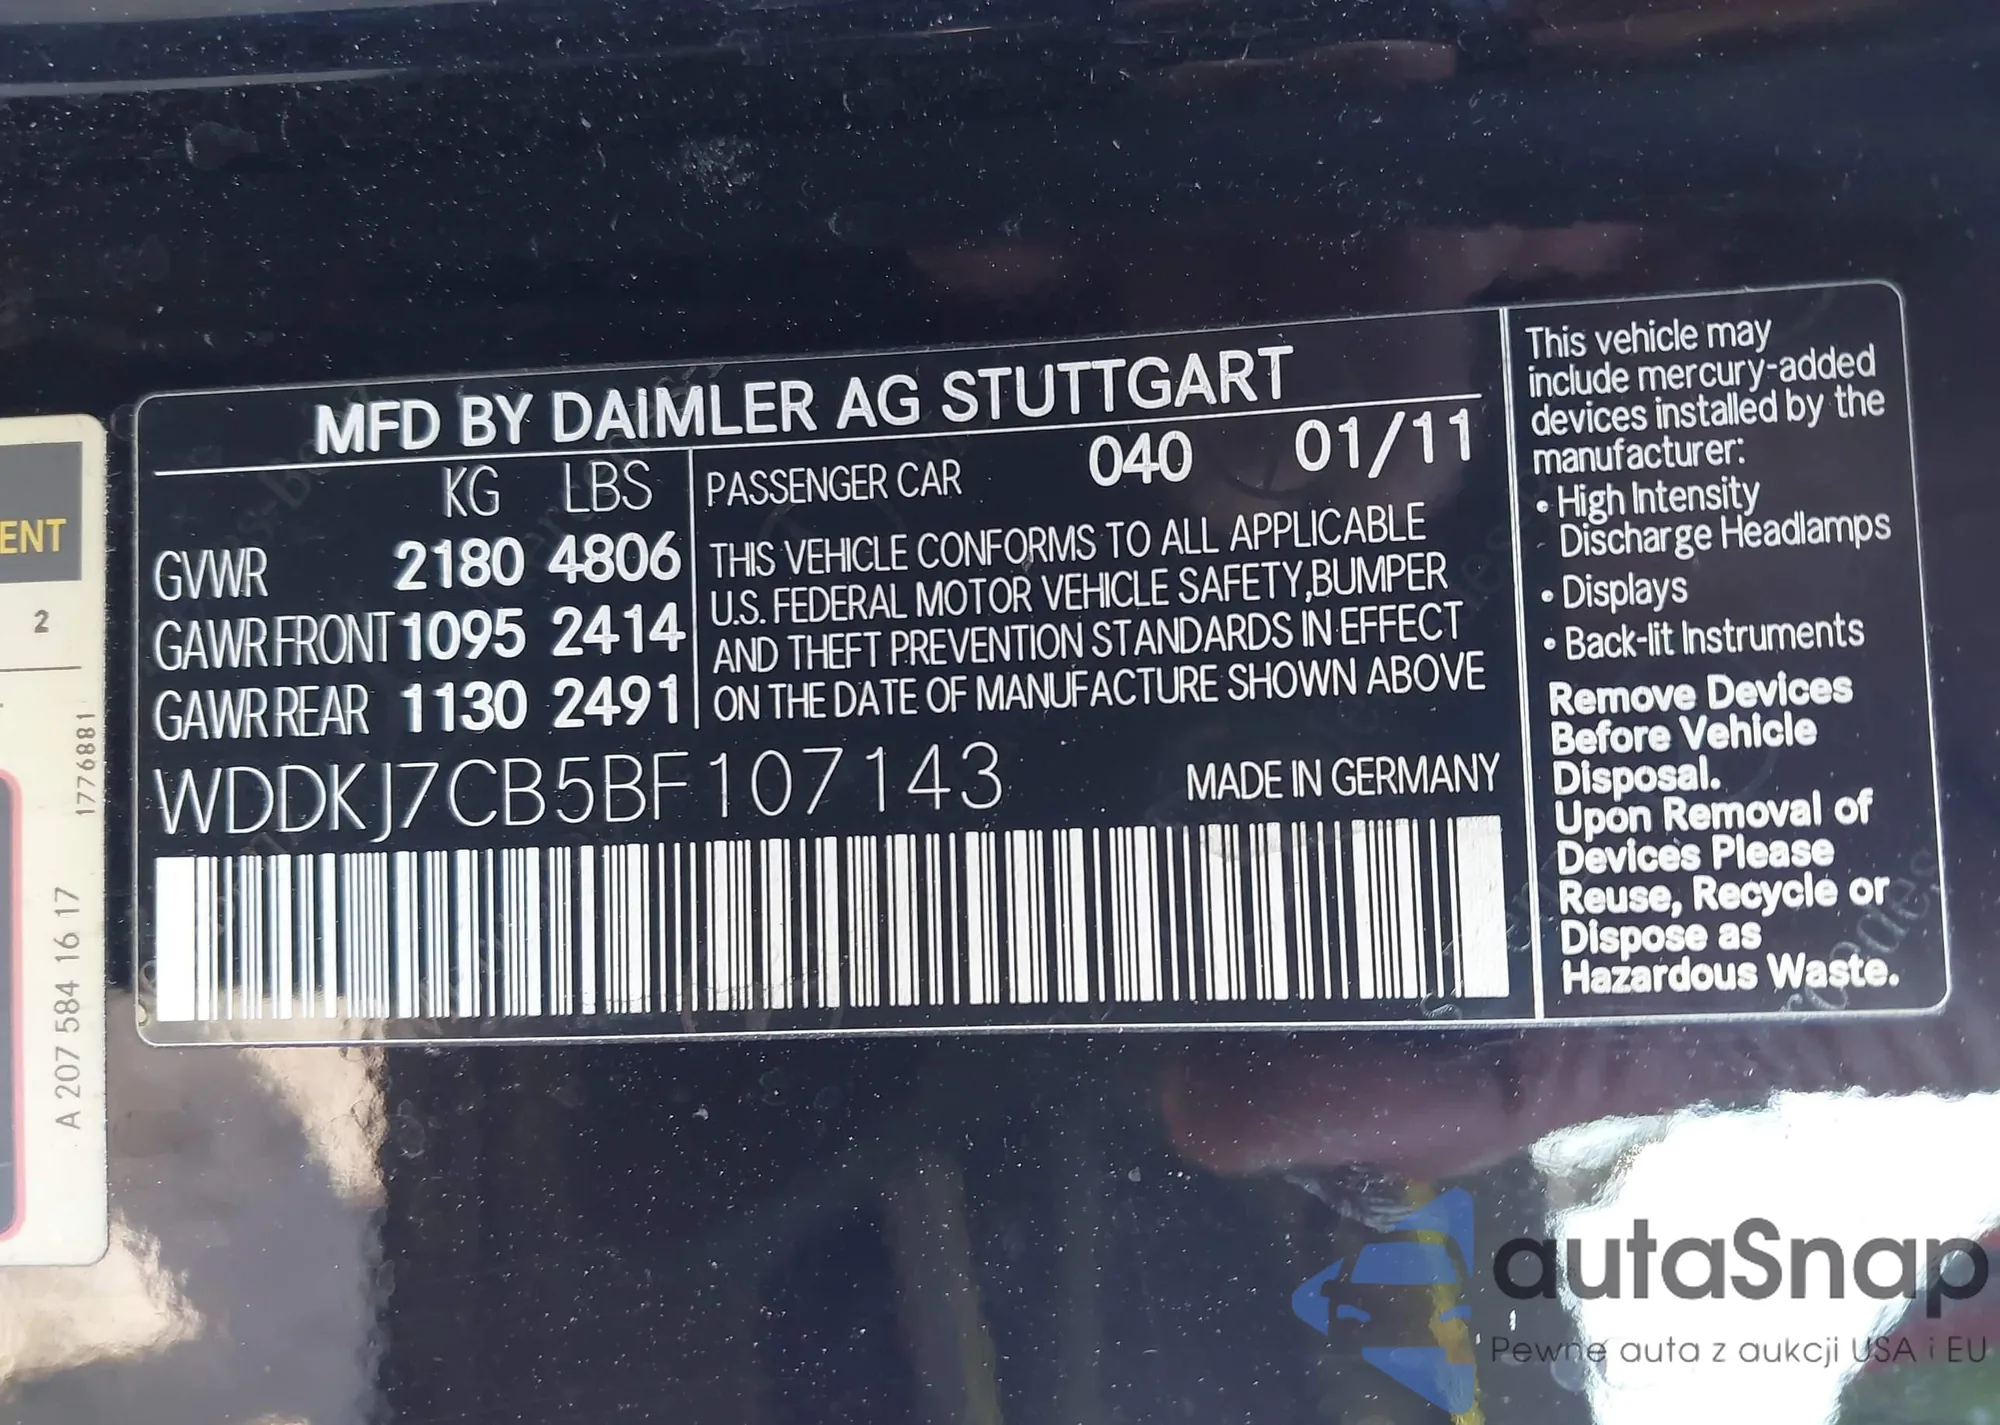 MFD BY DAIMLER AG STUTTGART
KG LBS
GVWR 2180 4806
GAWR FRONT 1095 2414
GAWR REAR 1130 2491
PASSENGER CAR 040 01/11
THIS VEHICLE CONFORMS TO ALL APPLICABLE
U.S. FEDERAL MOTOR VEHICLE SAFETY,BUMPER
AND THEFT PREVENTION STANDARDS IN EFFECT
ON THE DATE OF MANUFACTURE SHOWN ABOVE
WDDKJ7CB5BF107143
MADE IN GERMANY
This vehicle may
include mercury-added
devices installed by the
manufacturer:
• High Intensity
Discharge Headlamps
• Displays
• Back-lit Instruments
Remove Devices
Before Vehicle
Disposal.
Upon Removal of
Devices Please
Reuse, Recycle or
Dispose as
Hazardous Waste.
ENT
2
1776881
A 207 584 16 17
autaSnap
Pewne auta z aukcji USA i EU